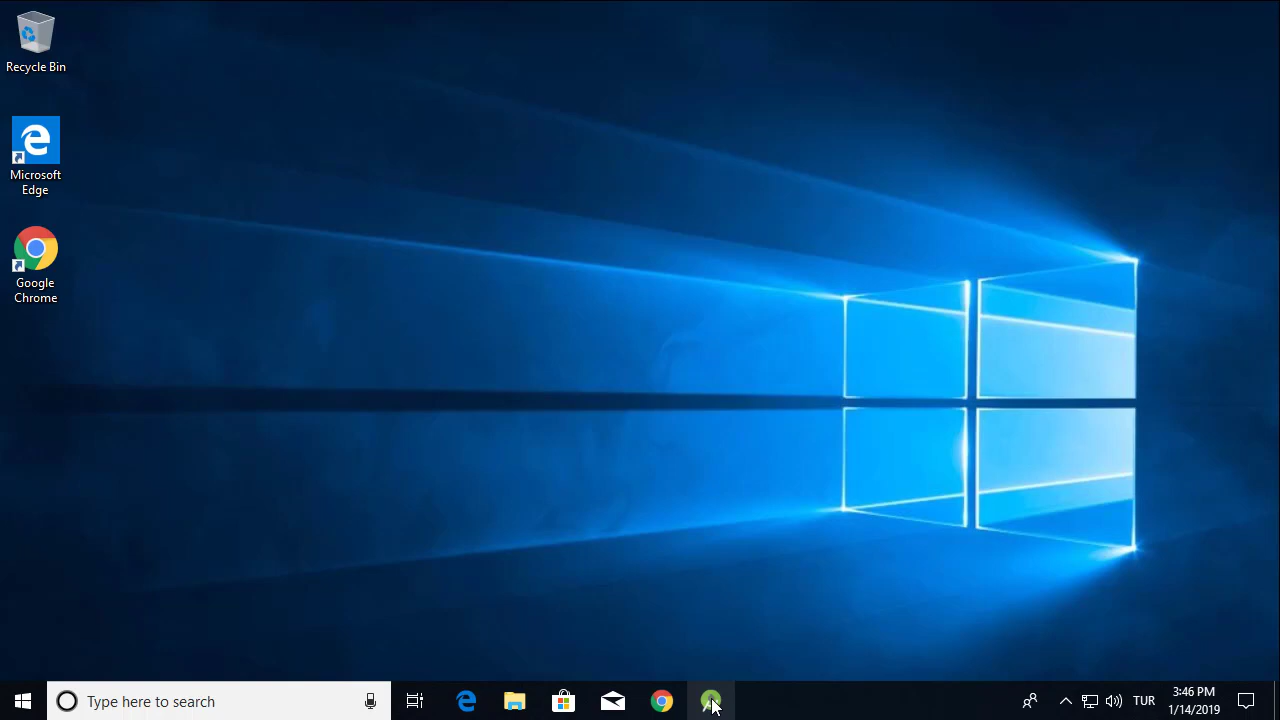 Recycle Bin
Microsoft
Edge
Google
Chrome
Type here to search
TUR
3:46 PM
1/14/2019